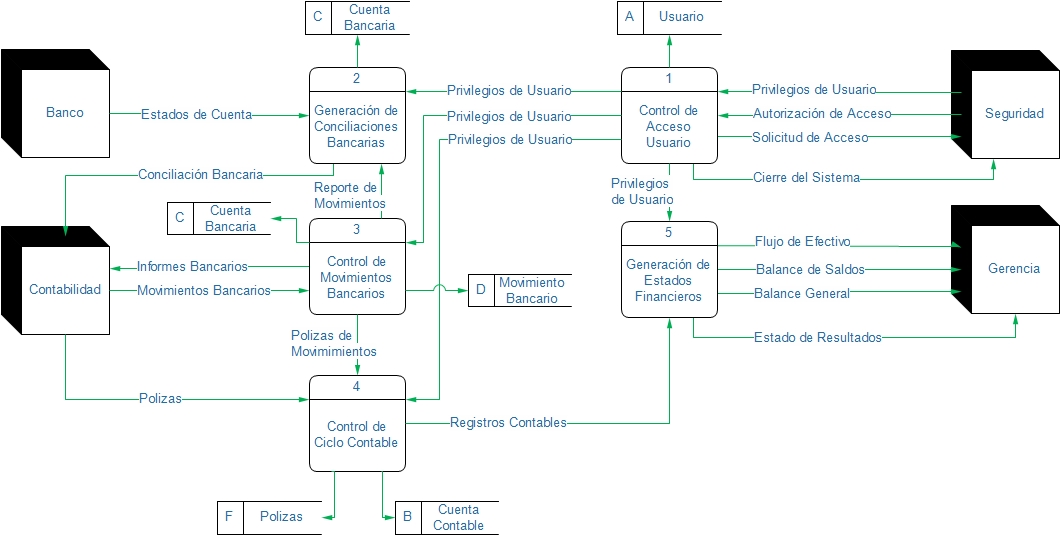 C
Cuenta
Bancaria
A
Usuario
2
Generación de
Conciliaciones
Bancarias
1
Control de
Acceso
Usuario
Banco
Estados de Cuenta
Privilegios de Usuario
Privilegios de Usuario
Privilegios de Usuario
Privilegios de Usuario
Autorización de Acceso
Solicitud de Acceso
Cierre del Sistema
Seguridad
Conciliación Bancaria
Reporte de
Movimientos
Privilegios
de Usuario
C
Cuenta
Bancaria
3
Control de
Movimientos
Bancarios
5
Generación de
Estados
Financieros
Flujo de Efectivo
Balance de Saldos
Balance General
Estado de Resultados
Gerencia
Contabilidad
Informes Bancarios
Movimientos Bancarios
D
Movimiento
Bancario
Polizas de
Movimimientos
4
Control de
Ciclo Contable
Polizas
Registros Contables
F
Polizas
B
Cuenta
Contable